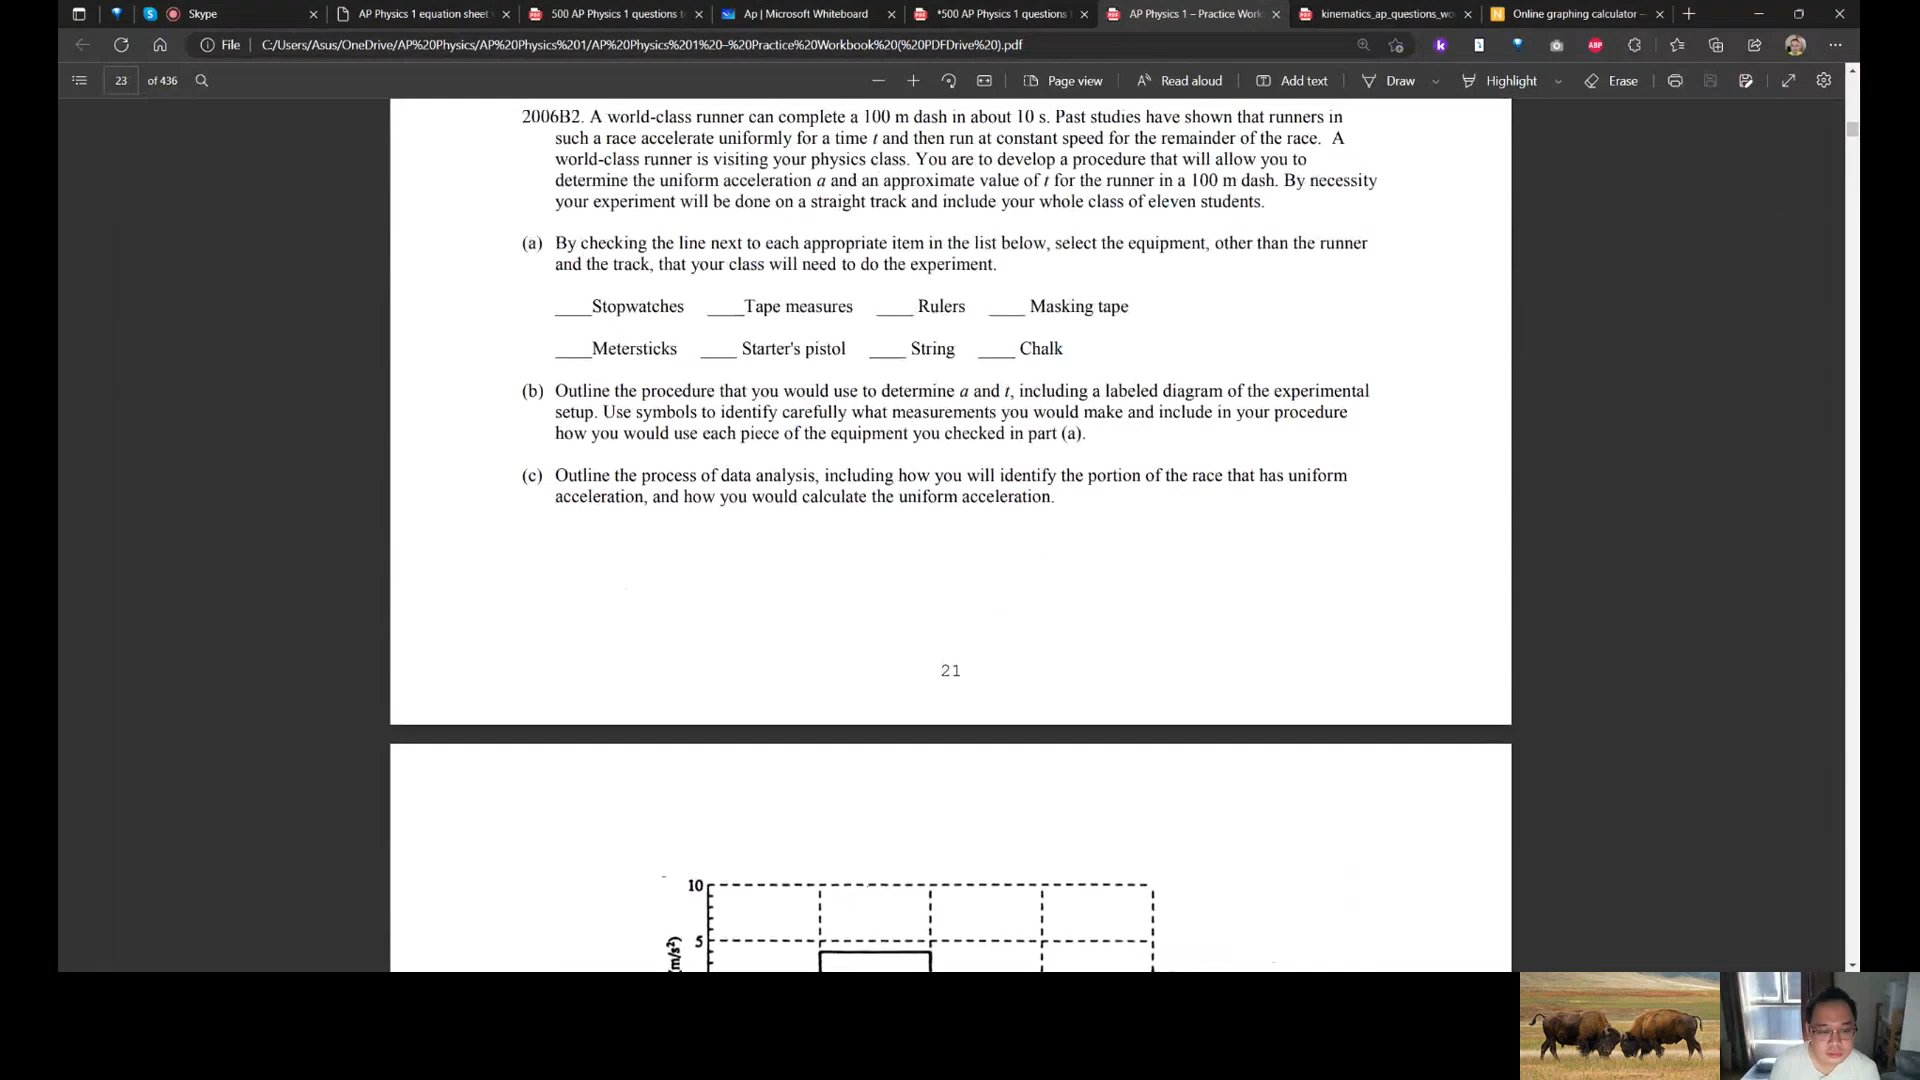 Skype
AP Physics 1 equation sheet
500 AP Physics 1 questions t
Ap | Microsoft Whiteboard
*500 AP Physics 1 questions
AP Physics 1 – Practice Work
kinematics_ap_questions_wo
Online graphing calculator –
File
C:/Users/Asus/OneDrive/AP%20Physics/AP%20Physics%201/AP%20Physics%201%20–%20Practice%20Workbook%20(%20PDFDrive%20).pdf
23 of 436
Page view
Read aloud
Add text
Draw
Highlight
Erase
2006B2. A world-class runner can complete a 100 m dash in about 10 s. Past studies have shown that runners in
such a race accelerate uniformly for a time t and then run at constant speed for the remainder of the race. A
world-class runner is visiting your physics class. You are to develop a procedure that will allow you to
determine the uniform acceleration a and an approximate value of t for the runner in a 100 m dash. By necessity
your experiment will be done on a straight track and include your whole class of eleven students.
(a) By checking the line next to each appropriate item in the list below, select the equipment, other than the runner
and the track, that your class will need to do the experiment.
____Stopwatches ____Tape measures ____ Rulers ____ Masking tape
____Metersticks ____ Starter's pistol ____ String ____ Chalk
(b) Outline the procedure that you would use to determine a and t, including a labeled diagram of the experimental
setup. Use symbols to identify carefully what measurements you would make and include in your procedure
how you would use each piece of the equipment you checked in part (a).
(c) Outline the process of data analysis, including how you will identify the portion of the race that has uniform
acceleration, and how you would calculate the uniform acceleration.
21
10
5
(m/s²)